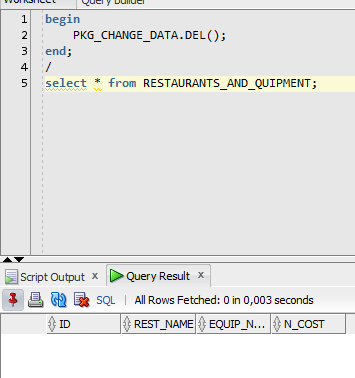 Worksheet Query Builder
1 begin
2 PKG_CHANGE_DATA.DEL();
3 end;
4 /
5 select * from RESTAURANTS_AND_QUIPMENT;
Script Output x Query Result x
SQL | All Rows Fetched: 0 in 0,003 seconds
ID REST_NAME EQUIP_N... N_COST